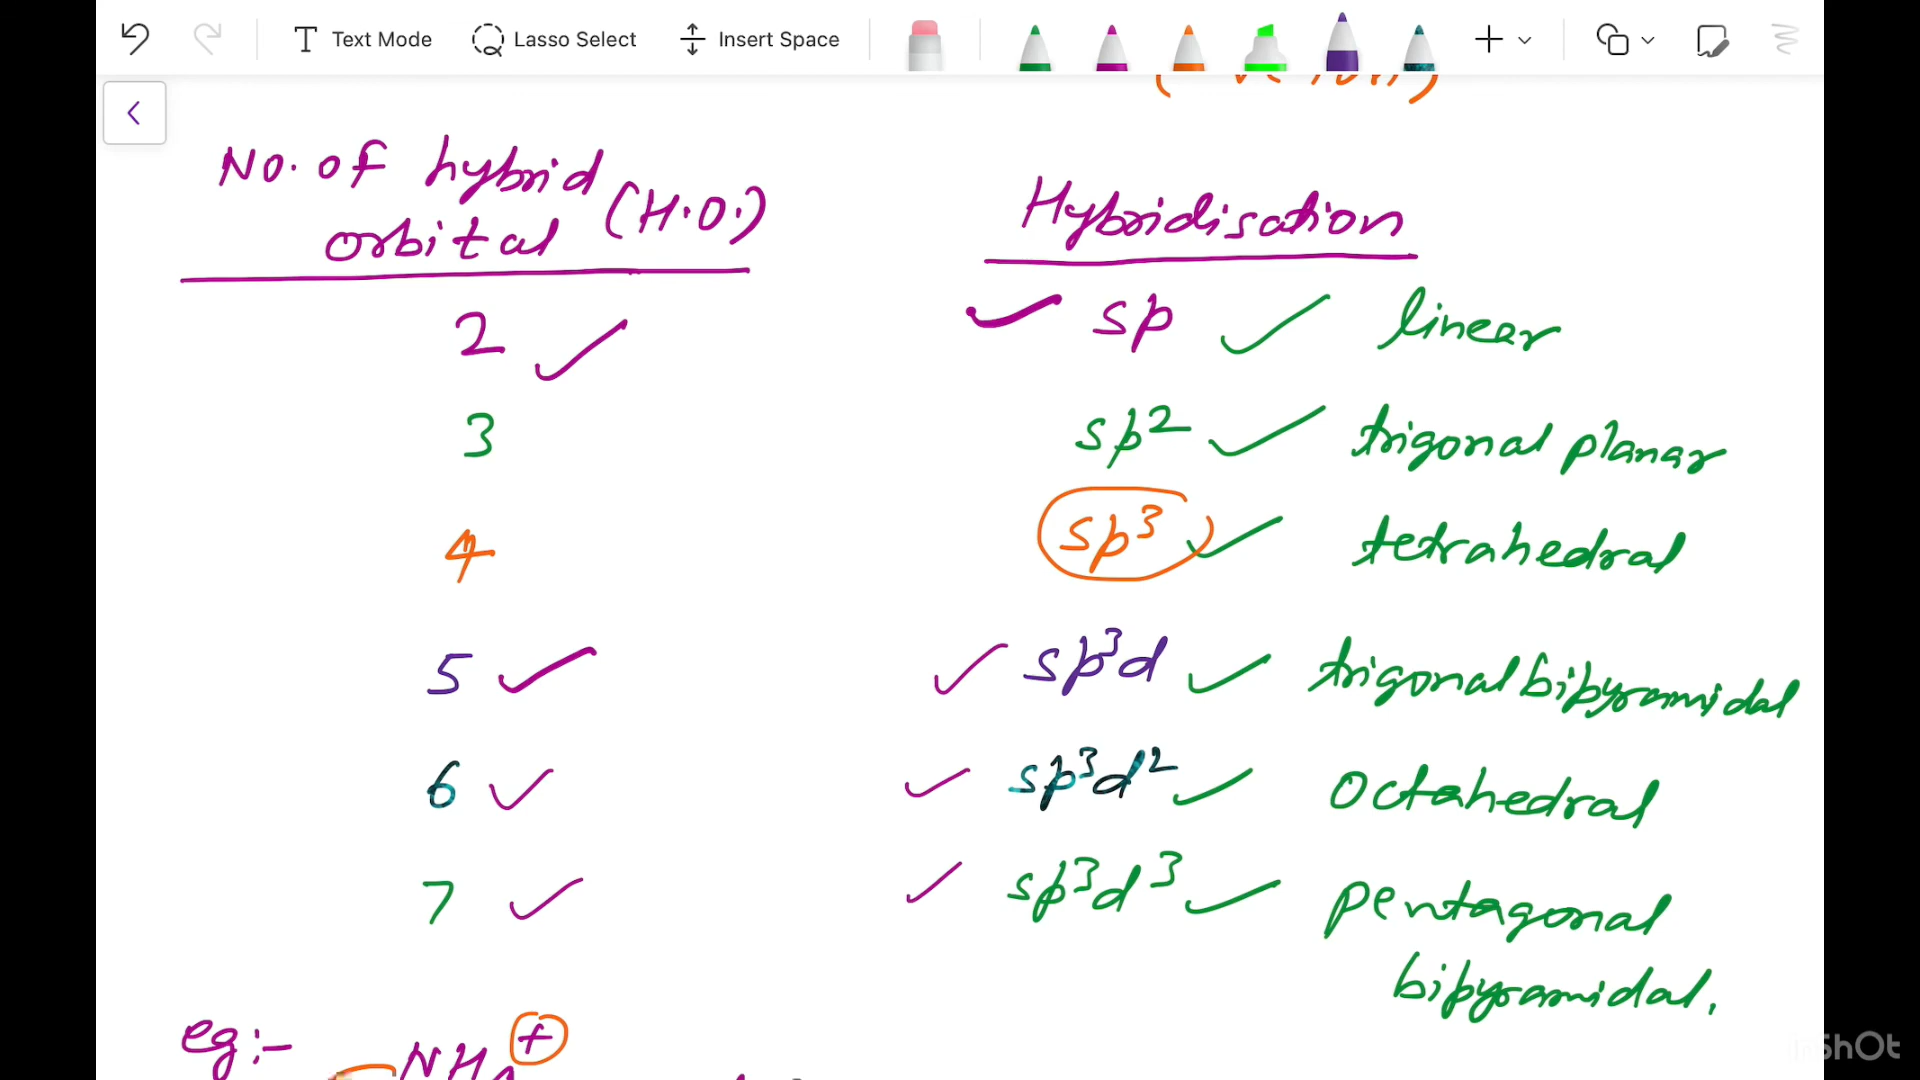 Text Mode Lasso Select Insert Space
No. of hybrid orbital (H.O.) Hybridisation
2 sp linear
3 sp2 trigonal planar
4 sp3 tetrahedral
5 sp3d trigonal bipyramidal
6 sp3d2 octahedral
7 sp3d3 pentagonal
bipyramidal.
eg:- NH4+